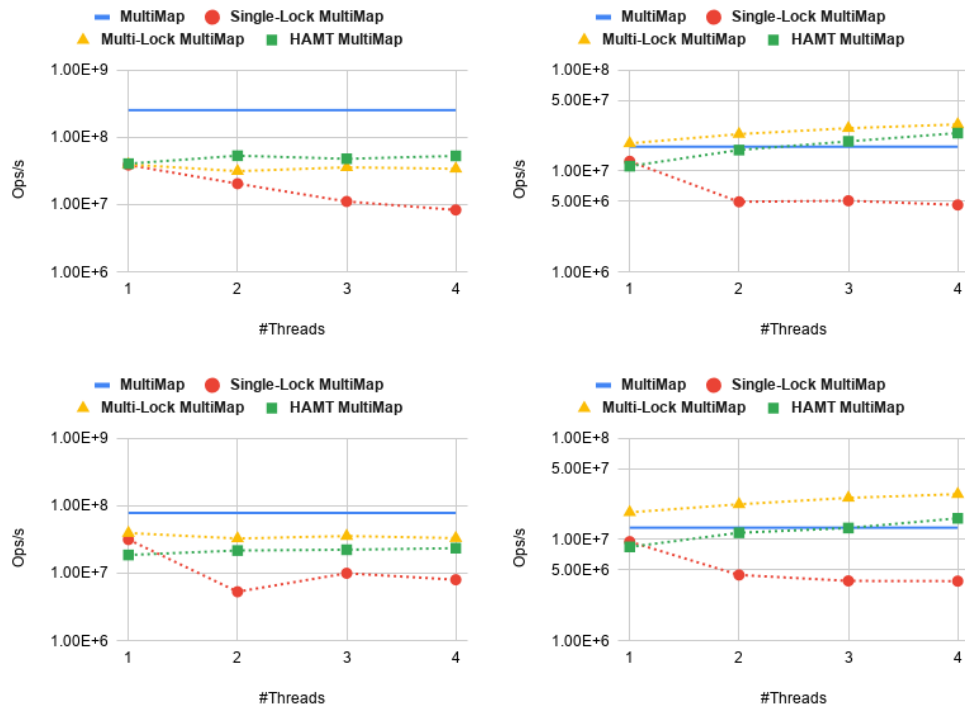 MultiMap Single-Lock MultiMap
Multi-Lock MultiMap HAMT MultiMap
1.00E+9
1.00E+8
1.00E+7
1.00E+6
Ops/s
1 2 3 4
#Threads
MultiMap Single-Lock MultiMap
Multi-Lock MultiMap HAMT MultiMap
1.00E+8
5.00E+7
1.00E+7
5.00E+6
1.00E+6
Ops/s
1 2 3 4
#Threads
MultiMap Single-Lock MultiMap
Multi-Lock MultiMap HAMT MultiMap
1.00E+9
1.00E+8
1.00E+7
1.00E+6
Ops/s
1 2 3 4
#Threads
MultiMap Single-Lock MultiMap
Multi-Lock MultiMap HAMT MultiMap
1.00E+8
5.00E+7
1.00E+7
5.00E+6
1.00E+6
Ops/s
1 2 3 4
#Threads